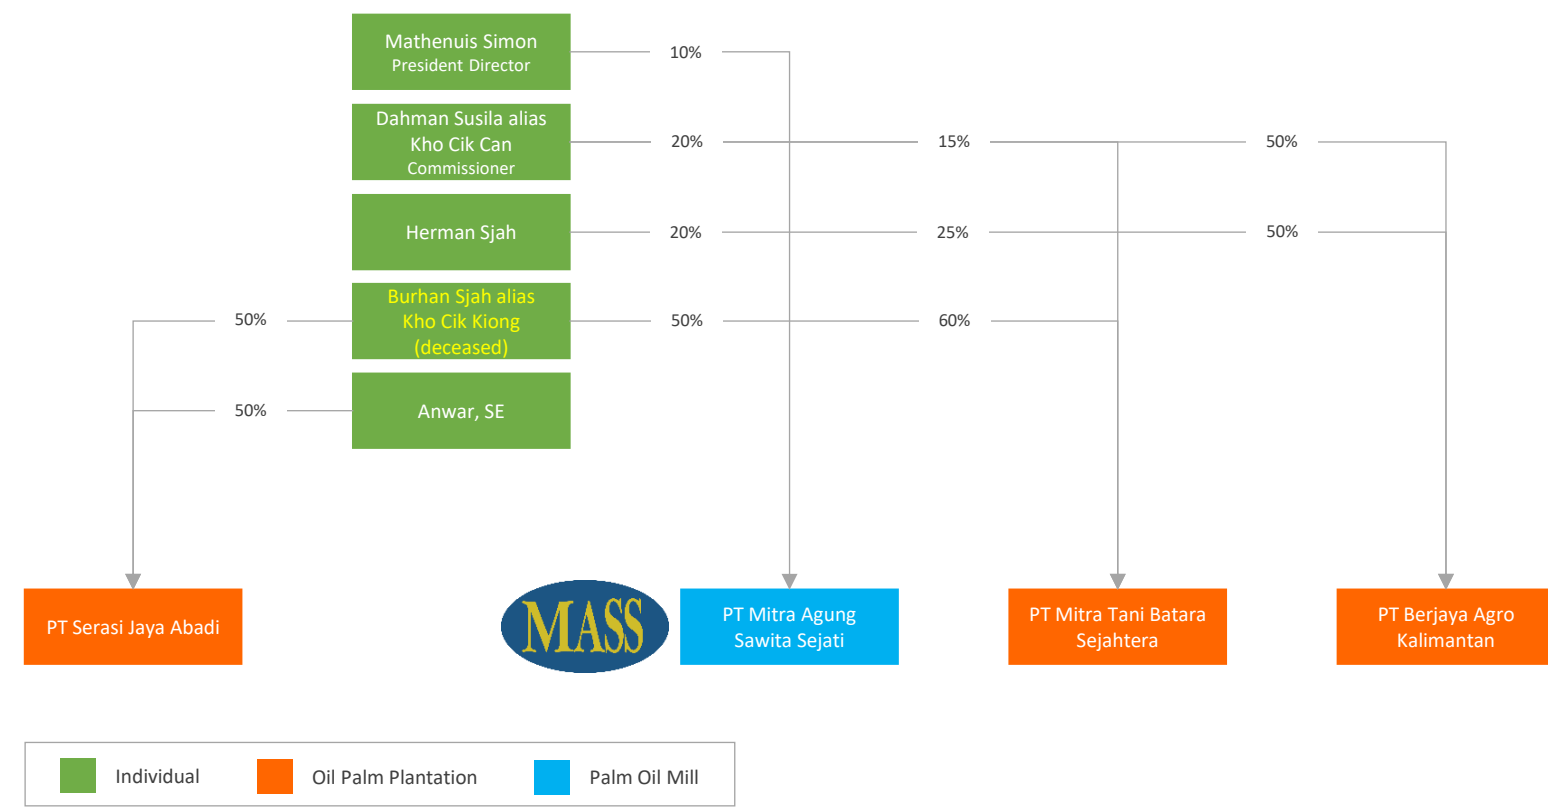 Mathenuis Simon
President Director
10%
Dahman Susila alias
Kho Cik Can
Commissioner
20%
15%
50%
Herman Sjah
20%
25%
50%
Burhan Sjah alias
Kho Cik Kiong
(deceased)
50%
50%
60%
Anwar, SE
50%
PT Serasi Jaya Abadi
MASS
PT Mitra Agung
Sawita Sejati
PT Mitra Tani Batara
Sejahtera
PT Berjaya Agro
Kalimantan
Individual
Oil Palm Plantation
Palm Oil Mill